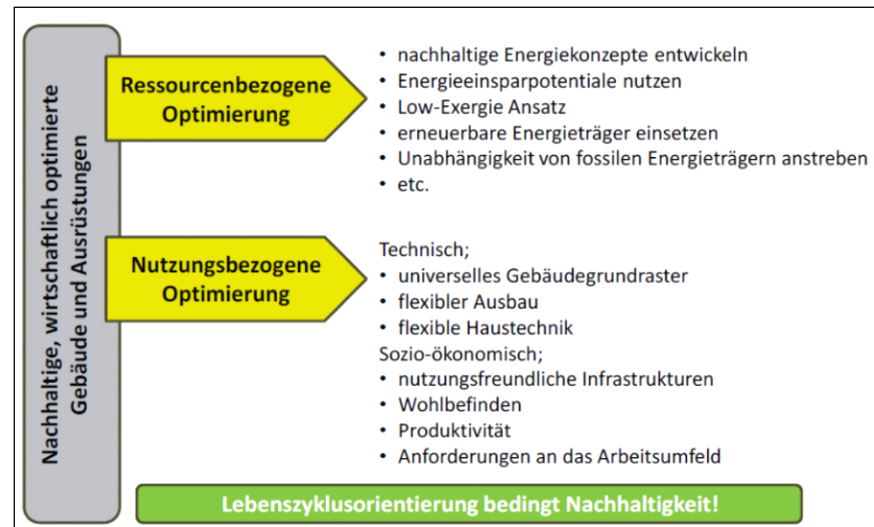 Nachhaltige, wirtschaftlich optimierte
Gebäude und Ausrüstungen
Ressourcenbezogene
Optimierung
• nachhaltige Energiekonzepte entwickeln
• Energieeinsparpotentiale nutzen
• Low-Exergie Ansatz
• erneuerbare Energieträger einsetzen
• Unabhängigkeit von fossilen Energieträgern anstreben
• etc.
Nutzungsbezogene
Optimierung
Technisch;
• universelles Gebäudegrundraster
• flexibler Ausbau
• flexible Haustechnik
Sozio-ökonomisch;
• nutzungsfreundliche Infrastrukturen
• Wohlbefinden
• Produktivität
• Anforderungen an das Arbeitsumfeld
Lebenszyklusorientierung bedingt Nachhaltigkeit!